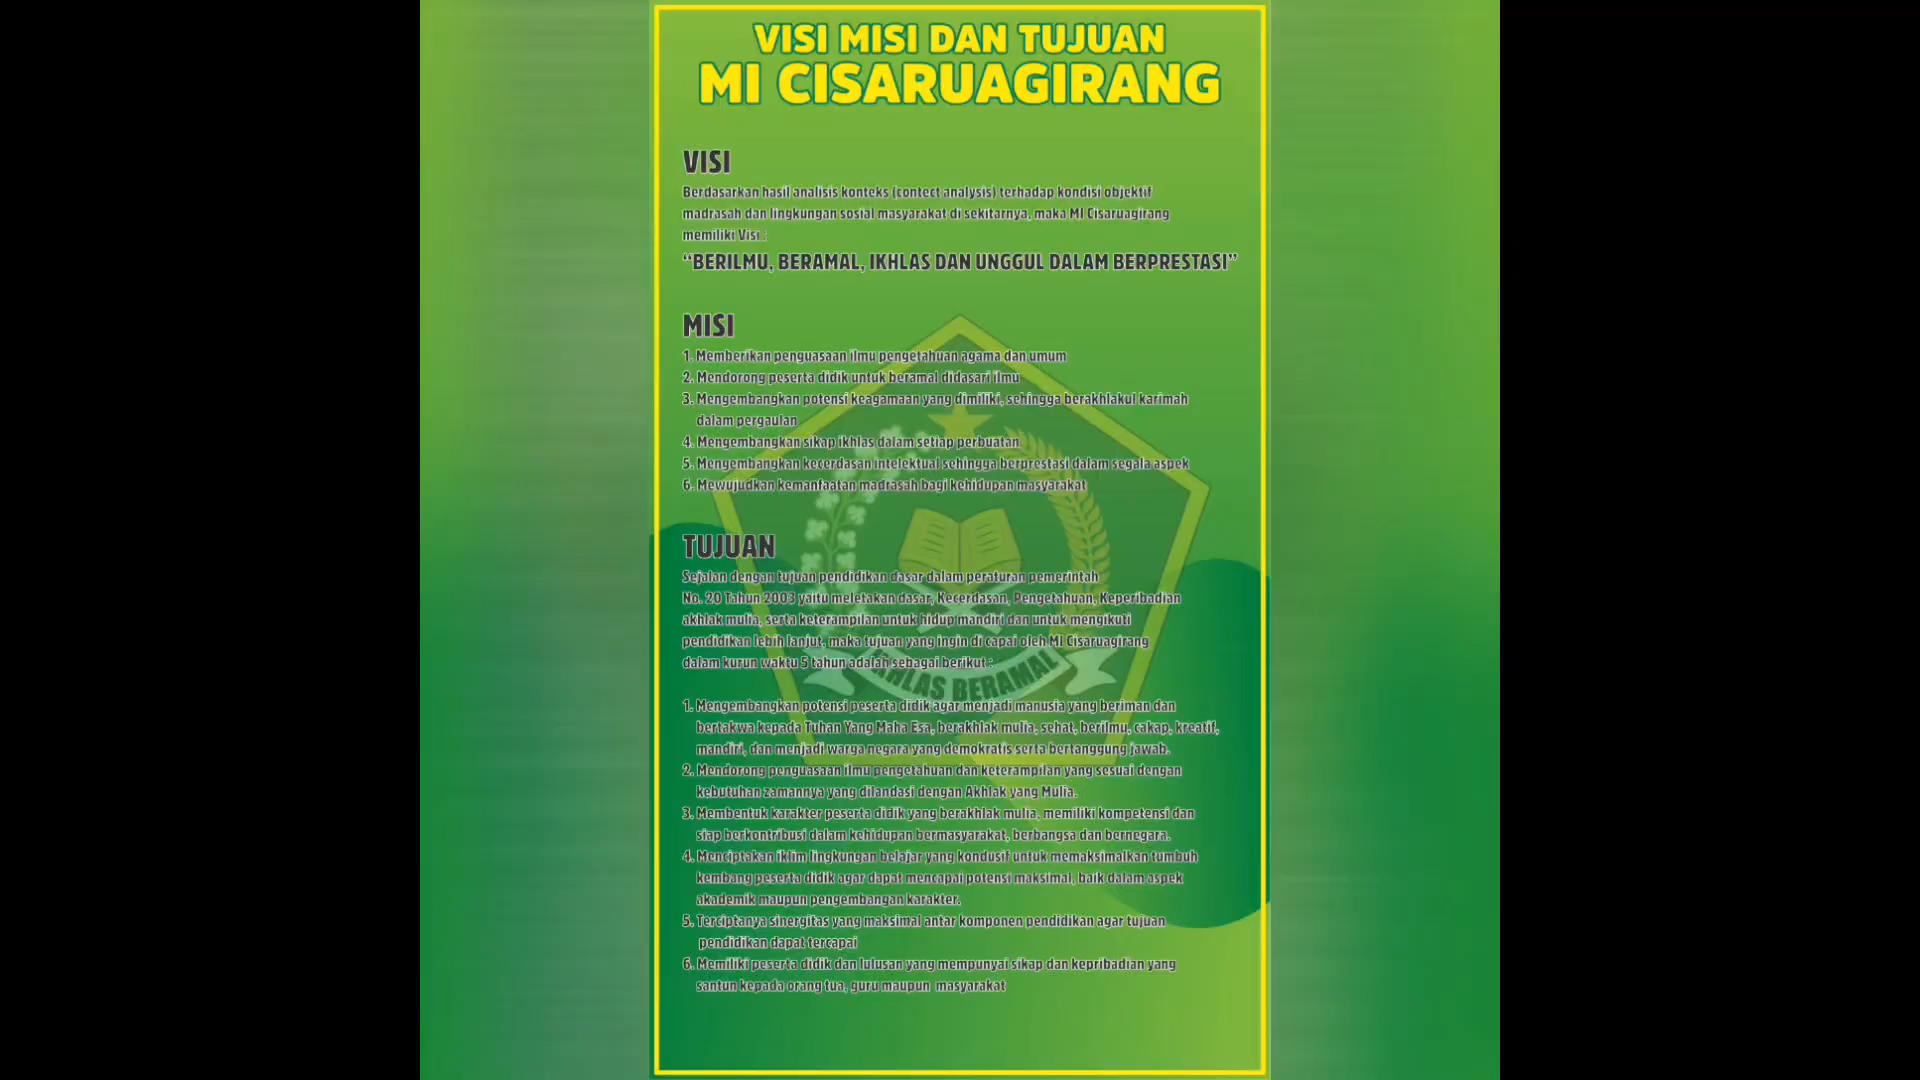 VISI MISI DAN TUJUAN
MI CISARUAGIRANG
VISI
Berdasarkan hasil analisis konteks (contect analysis) terhadap kondisi objektif
madrasah dan lingkungan sosial masyarakat di sekitarnya, maka MI Cisaruagirang
memiliki Visi :
“BERILMU, BERAMAL, IKHLAS DAN UNGGUL DALAM BERPRESTASI”
MISI
1. Memberikan penguasaan ilmu pengetahuan agama dan umum
2. Mendorong peserta didik untuk beramal didasari ilmu
3. Mengembangkan potensi keagamaan yang dimiliki, sehingga berakhlakul karimah
dalam pergaulan
4. Mengembangkan sikap ikhlas dalam setiap perbuatan
5. Mengembangkan kecerdasan intelektual sehingga berprestasi dalam segala aspek
6. Mewujudkan kemanfaatan madrasah bagi kehidupan masyarakat
TUJUAN
Sejalan dengan tujuan pendidikan dasar dalam peraturan pemerintah
No. 20 Tahun 2003 yaitu meletakan dasar, Kecerdasan, Pengetahuan, Keperibadian
akhlak mulia, serta keterampilan untuk hidup mandiri dan untuk mengikuti
pendidikan lebih lanjut, maka tujuan yang ingin di capai oleh MI Cisaruagirang
dalam kurun waktu 5 tahun adalah sebagai berikut :
IKHLAS BERAMAL
1. Mengembangkan potensi peserta didik agar menjadi manusia yang beriman dan
bertakwa kepada Tuhan Yang Maha Esa, berakhlak mulia, sehat, berilmu, cakap, kreatif,
mandiri, dan menjadi warga negara yang demokratis serta bertanggung jawab.
2. Mendorong penguasaan ilmu pengetahuan dan keterampilan yang sesuai dengan
kebutuhan zamannya yang dilandasi dengan Akhlak yang Mulia.
3. Membentuk karakter peserta didik yang berakhlak mulia, memiliki kompetensi dan
siap berkontribusi dalam kehidupan bermasyarakat, berbangsa dan bernegara.
4. Menciptakan iklim lingkungan belajar yang kondusif untuk memaksimalkan tumbuh
kembang peserta didik agar dapat mencapai potensi maksimal, baik dalam aspek
akademik maupun pengembangan karakter.
5. Terciptanya sinergitas yang maksimal antar komponen pendidikan agar tujuan
pendidikan dapat tercapai
6. Memiliki peserta didik dan lulusan yang mempunyai sikap dan kepribadian yang
santun kepada orang tua, guru maupun masyarakat